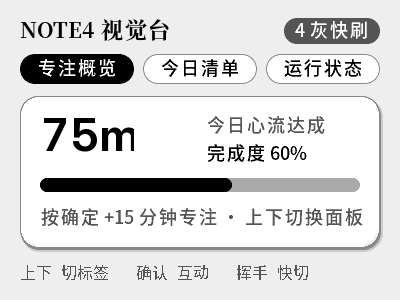 NOTE4 视觉台 4 灰快刷
专注概览 今日清单 运行状态
75m 今日心流达成
完成度 60%
按确定 +15 分钟专注 · 上下切换面板
上下 切标签 确认 互动 挥手 快切